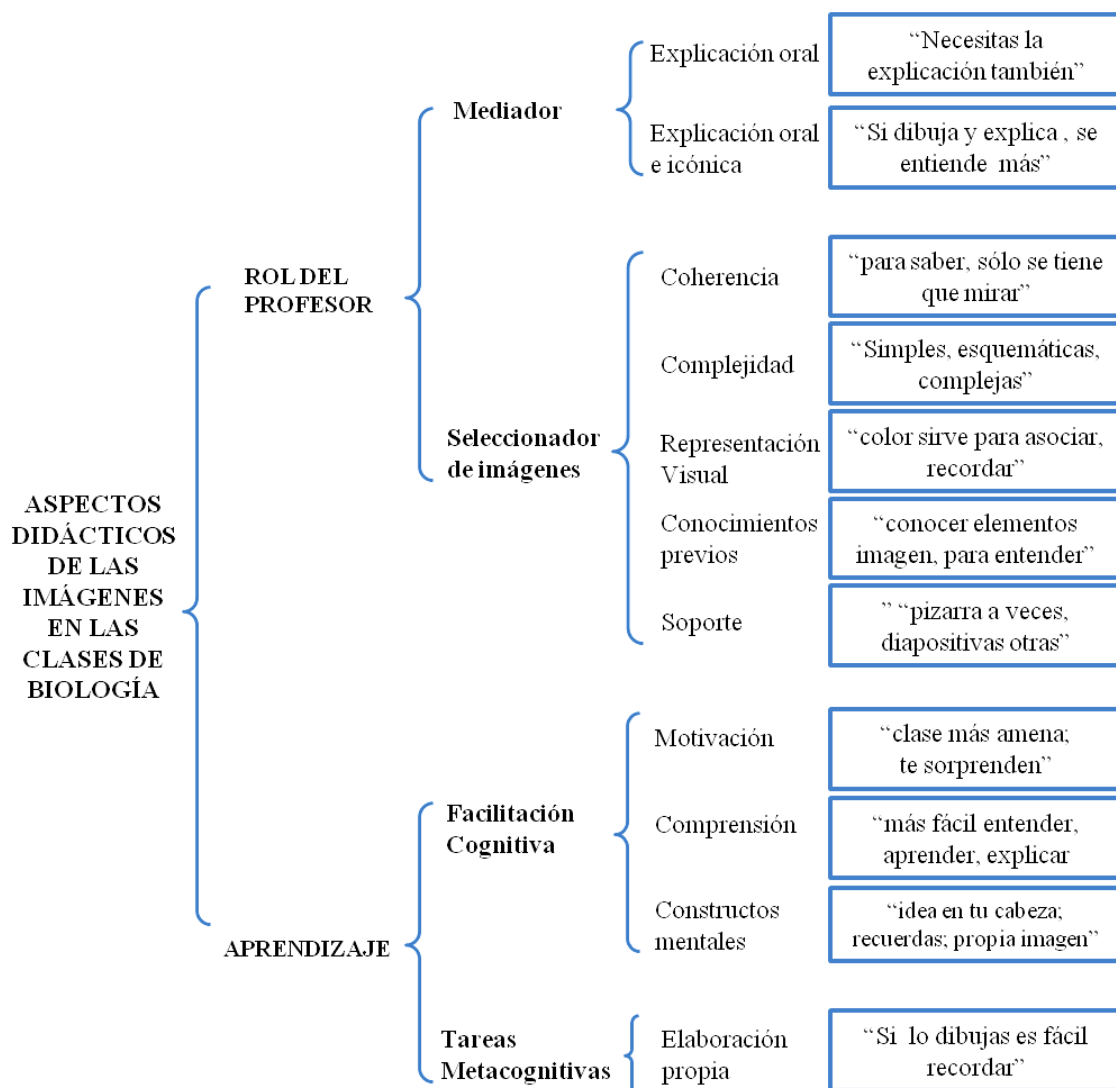 ASPECTOS
DIDÁCTICOS
DE LAS
IMÁGENES
EN LAS
CLASES DE
BIOLOGÍA
ROL DEL
PROFESOR
Mediador
Explicación oral
“Necesitas la
explicación también”
Explicación oral
e icónica
“Si dibuja y explica , se
entiende más”
Seleccionador
de imágenes
Coherencia
“para saber, sólo se tiene
que mirar”
Complejidad
“Simples, esquemáticas,
complejas”
Representación
Visual
“color sirve para asociar,
recordar”
Conocimientos
previos
“conocer elementos
imagen, para entender”
Soporte
” “pizarra a veces,
diapositivas otras”
APRENDIZAJE
Facilitación
Cognitiva
Motivación
“clase más amena;
te sorprenden”
Comprensión
“más fácil entender,
aprender, explicar
Constructos
mentales
“idea en tu cabeza;
recuerdas; propia imagen”
Tareas
Metacognitivas
Elaboración
propia
“Si lo dibujas es fácil
recordar”